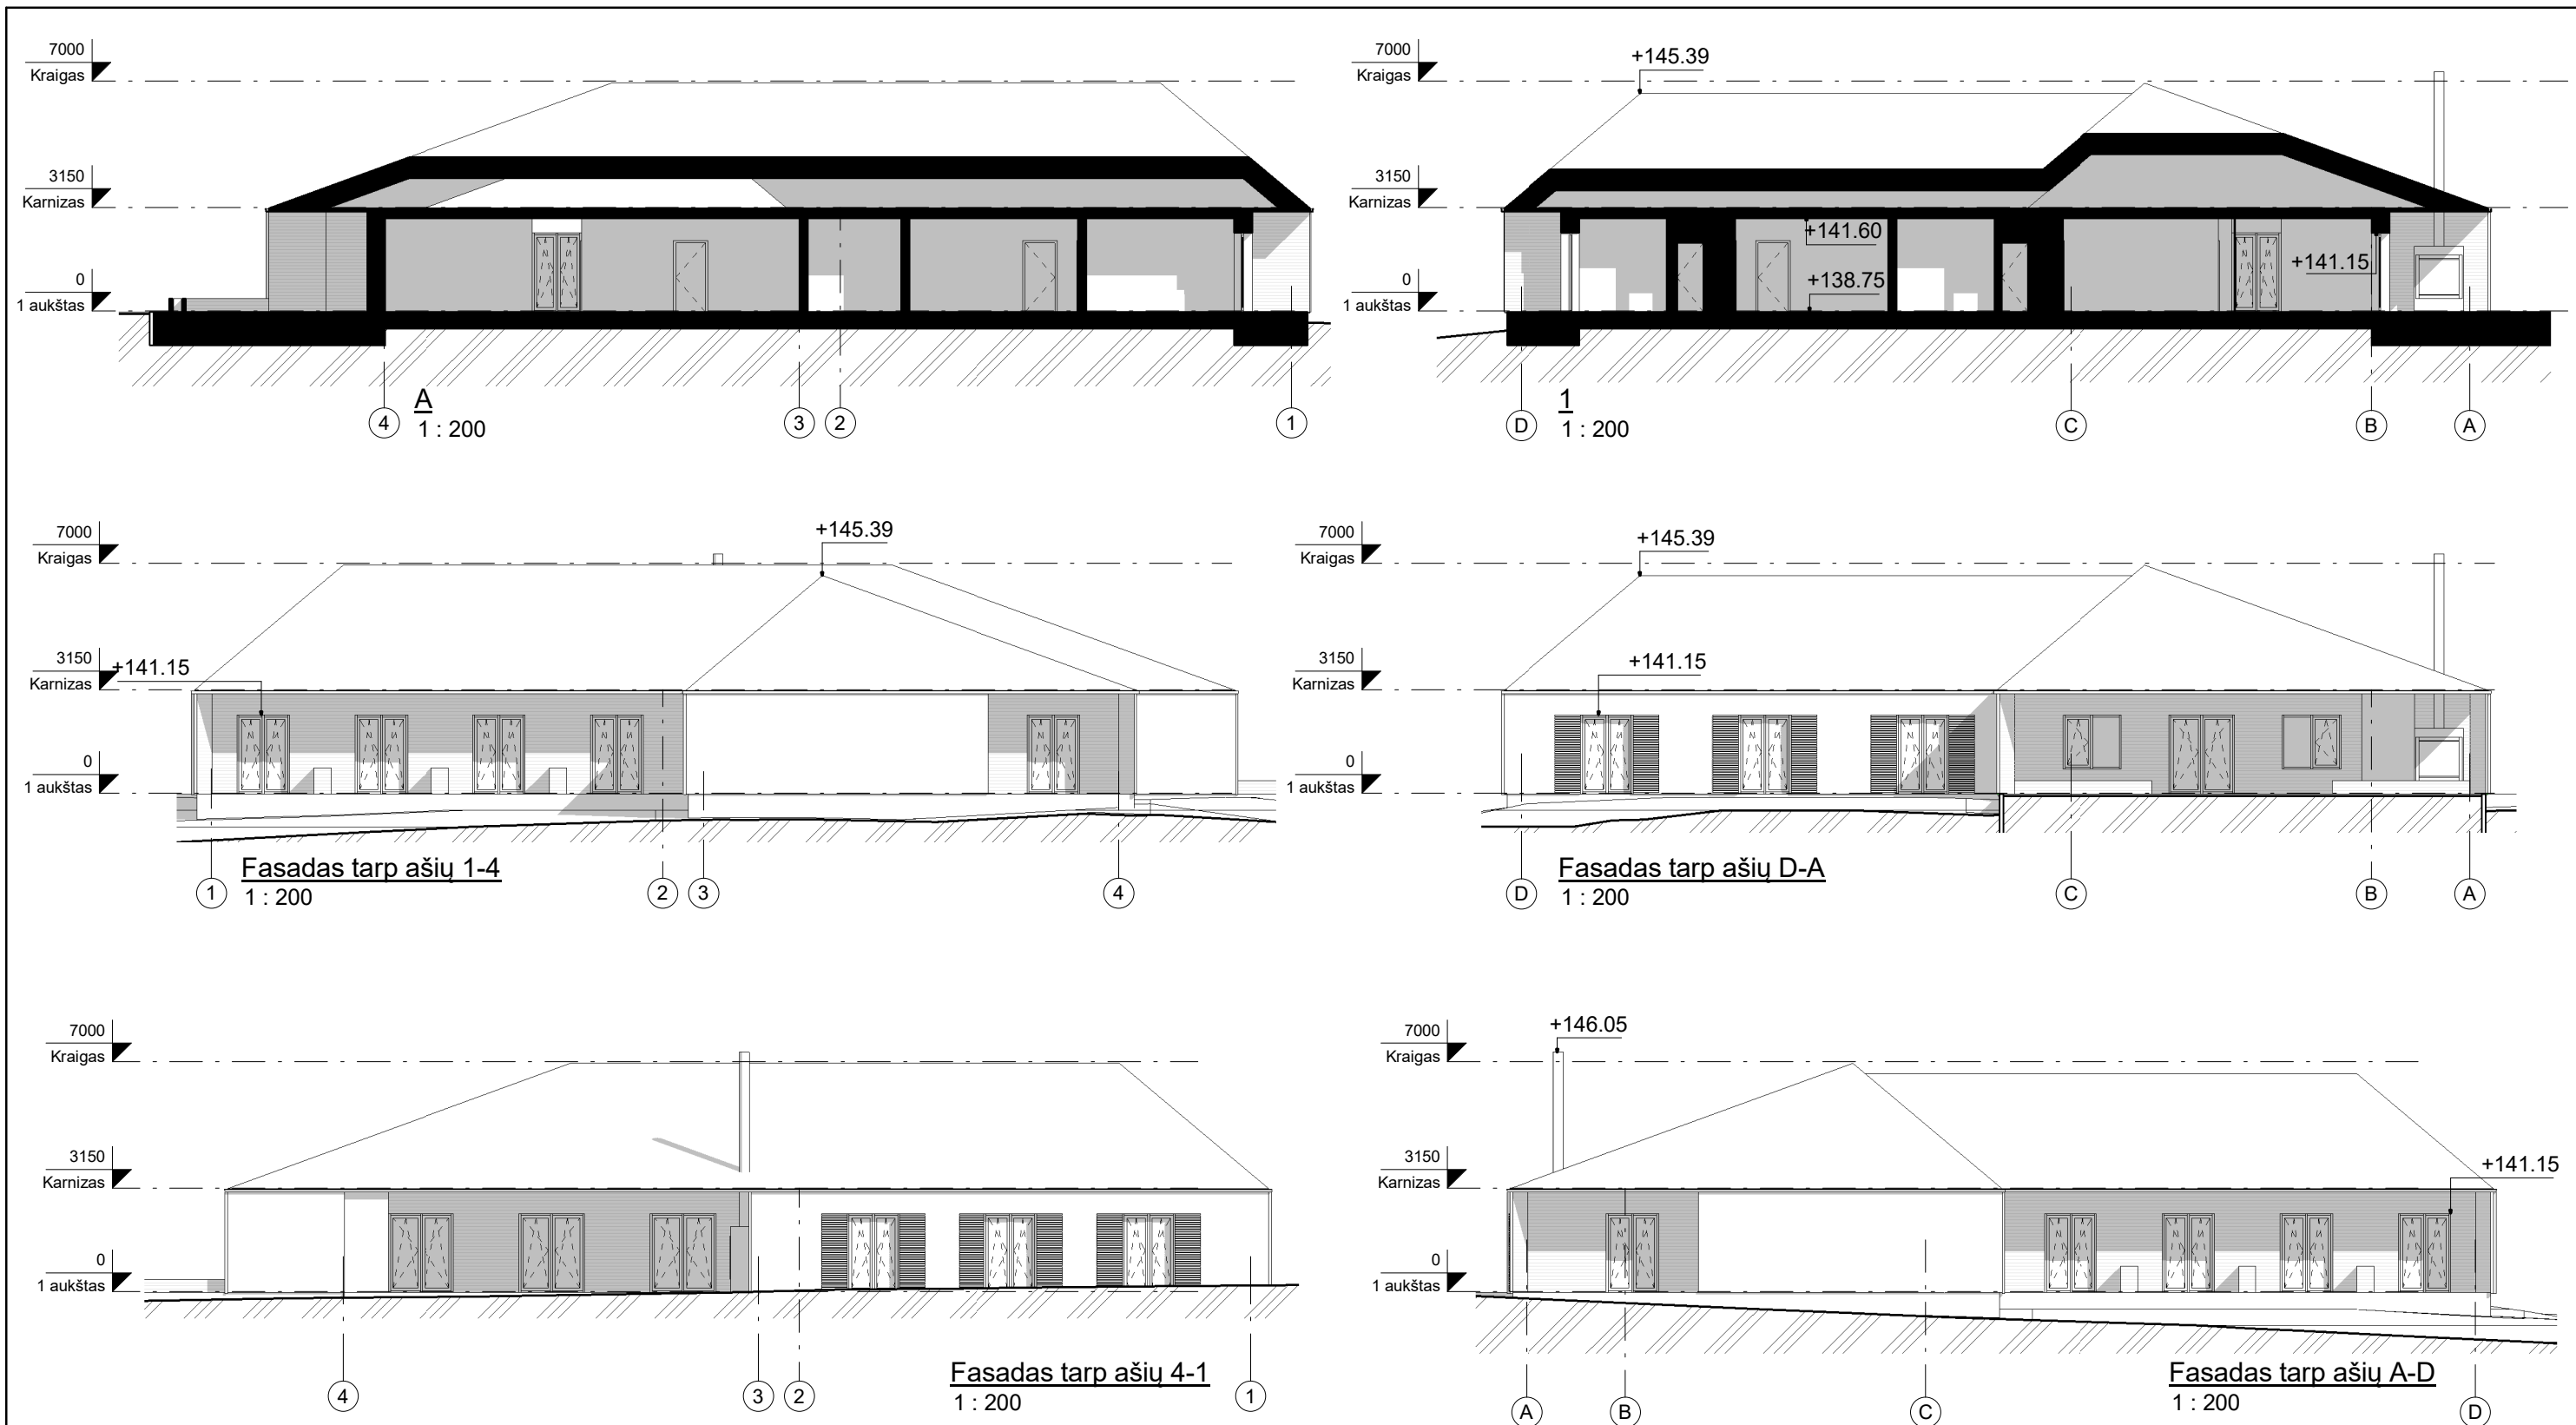 7000
Kraigas
3150
Karnizas
0
1 aukštas
4
A
1 : 200
3
2
1
7000
Kraigas
+145.39
3150
Karnizas
+141.60
+141.15
+138.75
0
1 aukštas
D
1
1 : 200
C
B
A
7000
Kraigas
+145.39
3150
Karnizas
+141.15
0
1 aukštas
1
Fasadas tarp ašių 1-4
1 : 200
2
3
4
7000
Kraigas
+145.39
3150
Karnizas
+141.15
0
1 aukštas
D
Fasadas tarp ašių D-A
1 : 200
C
B
A
7000
Kraigas
3150
Karnizas
0
1 aukštas
4
3
2
Fasadas tarp ašių 4-1
1 : 200
1
7000
Kraigas
+146.05
3150
Karnizas
+141.15
0
1 aukštas
A
B
C
Fasadas tarp ašių A-D
1 : 200
D